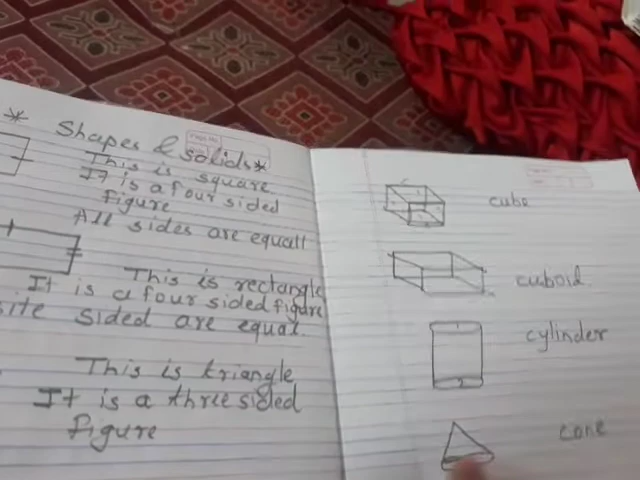 * Shapes & Solids *
This is square
It is a four sided
figure
All sides are equall
This is rectangle
It is a four sided figure
site sided are equal
This is triangle
It is a three sided
figure
cube
cuboid
cylinder
cone